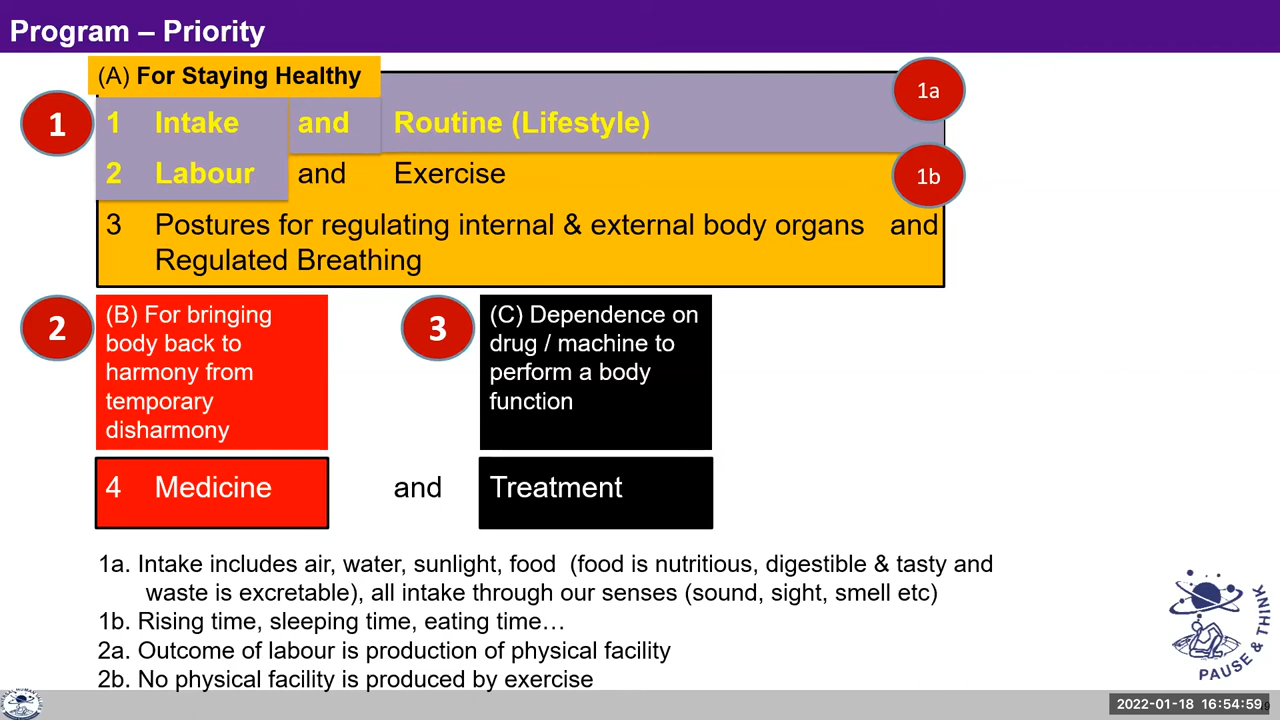 Program – Priority
(A) For Staying Healthy
1a
1
1 Intake and Routine (Lifestyle)
2 Labour and Exercise
1b
3 Postures for regulating internal & external body organs and
Regulated Breathing
2
(B) For bringing
body back to
harmony from
temporary
disharmony
3
(C) Dependence on
drug / machine to
perform a body
function
4 Medicine and Treatment
1a. Intake includes air, water, sunlight, food (food is nutritious, digestible & tasty and
waste is excretable), all intake through our senses (sound, sight, smell etc)
1b. Rising time, sleeping time, eating time…
2a. Outcome of labour is production of physical facility
2b. No physical facility is produced by exercise
PAUSE & THINK
2022-01-18 16:54:59